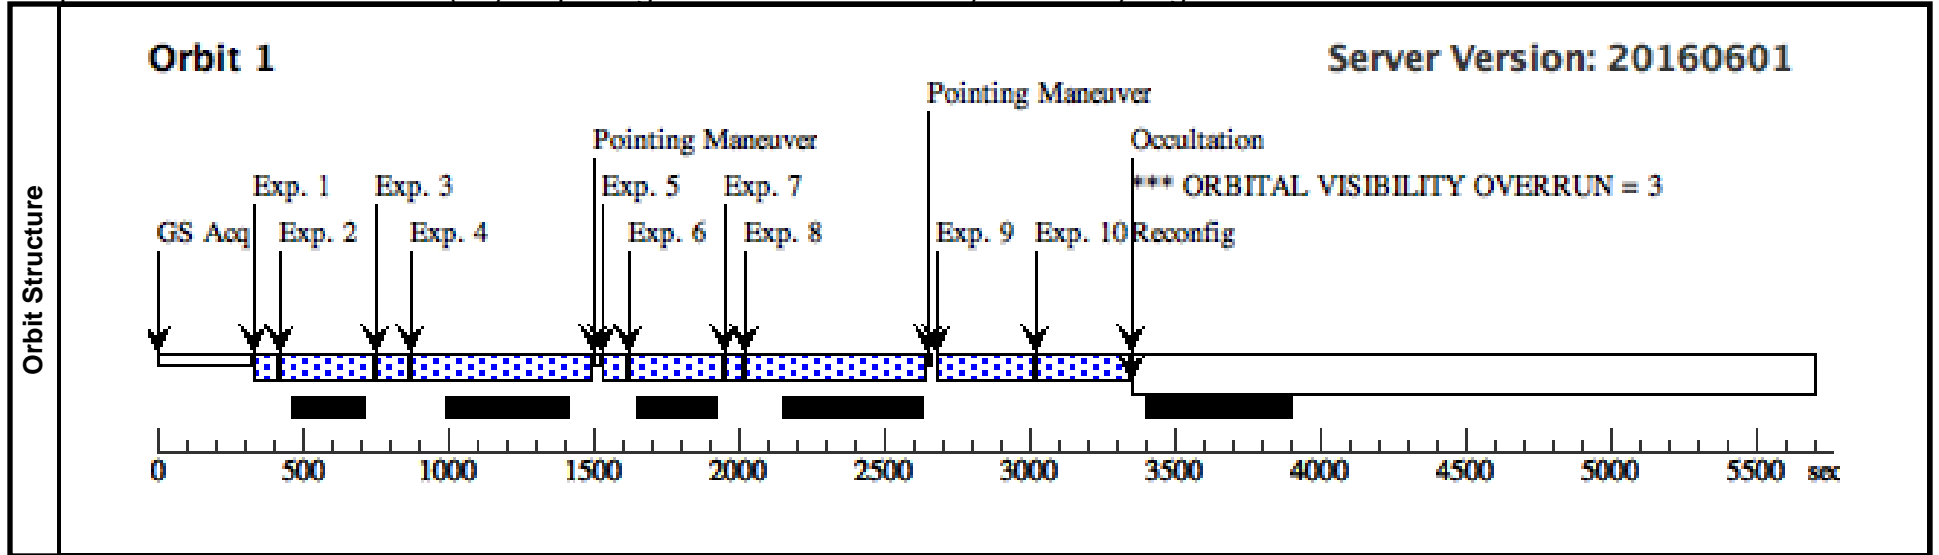 Orbit Structure
Orbit 1
Server Version: 20160601
Pointing Maneuver
Pointing Maneuver
Occultation
Exp. 1
Exp. 3
Exp. 5
Exp. 7
*** ORBITAL VISIBILITY OVERRUN = 3
GS Acq
Exp. 2
Exp. 4
Exp. 6
Exp. 8
Exp. 9
Exp. 10
Reconfig
0 500 1000 1500 2000 2500 3000 3500 4000 4500 5000 5500 sec